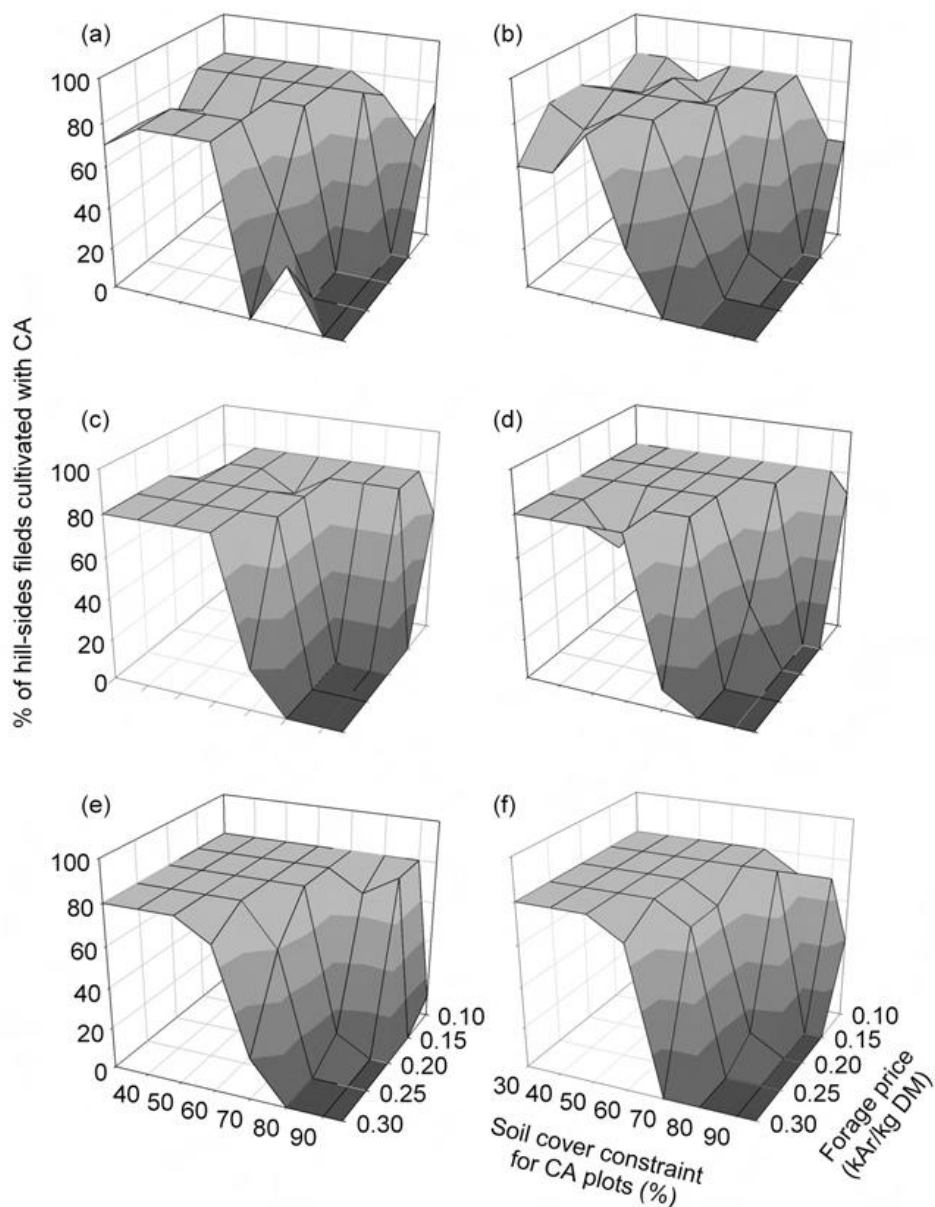 (a)
(b)
100
80
60
40
20
0
% of hill-sides fileds cultivated with CA
(c)
(d)
100
80
60
40
20
0
(e)
(f)
100
80
60
40
20
0
40 50 60 70 80 90
0.10
0.15
0.20
0.25
0.30
30 40 50 60 70 80 90
0.10
0.15
0.20
0.25
0.30
Soil cover constraint
for CA plots (%)
Forage price
(kAr/kg DM)